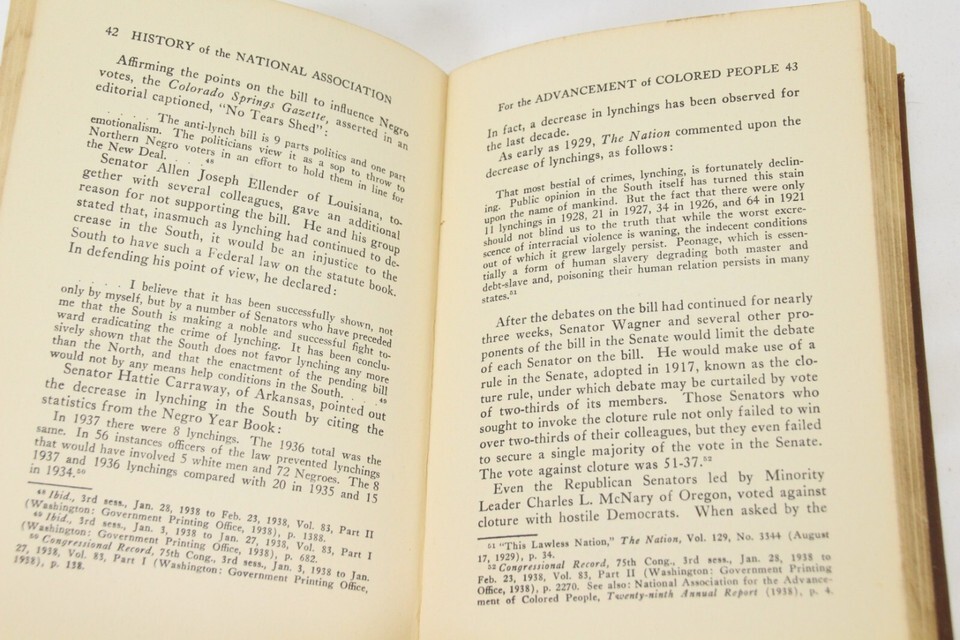 42 HISTORY of the NATIONAL ASSOCIATION
Affirming the points on the bill to influence Negro
votes, the Colorado Springs Gazette, asserted in an
editorial captioned, "No Tears Shed":
. . . . The anti-lynch bill is 9 parts politics and one part
emotionalism. The politicians view it as a sop to throw to
Northern Negro voters in an effort to hold them in line for
the New Deal. . . .48
Senator Allen Joseph Ellender of Louisiana, to-
gether with several colleagues, gave an additional
reason for not supporting the bill. He and his group
stated that, inasmuch as lynching had continued to de-
crease in the South, it would be an injustice to the
South to have such a Federal law on the statute book.
In defending his point of view, he declared:
. . . . I believe that it has been successfully shown, not
only by myself, but by a number of Senators who have preceded
me that the South is making a noble and successful fight to-
ward eradicating the crime of lynching. It has been conclu-
sively shown that the South does not favor lynching any more
than the North, and that the enactment of the pending bill
would not by any means help conditions in the South. . . .49
Senator Hattie Carraway, of Arkansas, pointed out
the decrease in lynching in the South by citing the
statistics from the Negro Year Book:
In 1937 there were 8 lynchings. The 1936 total was the
same. In 56 instances officers of the law prevented lynchings
that would have involved 5 white men and 72 Negroes. The 8
1937 and 1936 lynchings compared with 20 in 1935 and 15
in 1934.50
48 Ibid., 3rd sess., Jan. 28, 1938 to Feb. 23, 1938, Vol. 83, Part II
(Washington: Government Printing Office, 1938), p. 1388.
49 Ibid., 3rd sess., Jan. 3, 1938 to Jan. 27, 1938, Vol. 83, Part I
(Washington: Government Printing Office, 1938), p. 682.
50 Congressional Record, 75th Cong., 3rd sess., Jan. 3, 1938 to Jan.
27, 1938, Vol. 83, Part I (Washington: Government Printing Office,
1938), p. 138.
For the ADVANCEMENT of COLORED PEOPLE 43
In fact, a decrease in lynchings has been observed for
the last decade.
As early as 1929, The Nation commented upon the
decrease of lynchings, as follows:
That most bestial of crimes, lynching, is fortunately declin-
ing. Public opinion in the South itself has turned this stain
upon the name of mankind. But the fact that there were only
11 lynchings in 1928, 21 in 1927, 34 in 1926, and 64 in 1921
should not blind us to the truth that while the worst excre-
scence of interracial violence is waning, the indecent conditions
out of which it grew largely persist. Peonage, which is essen-
tially a form of human slavery degrading both master and
debt-slave and, poisoning their human relation persists in many
states.51
After the debates on the bill had continued for nearly
three weeks, Senator Wagner and several other pro-
ponents of the bill in the Senate would limit the debate
of each Senator on the bill. He would make use of a
rule in the Senate, adopted in 1917, known as the clo-
ture rule, under which debate may be curtailed by vote
of two-thirds of its members. Those Senators who
sought to invoke the cloture rule not only failed to win
over two-thirds of their colleagues, but they even failed
to secure a single majority of the vote in the Senate.
The vote against cloture was 51-37.52
Even the Republican Senators led by Minority
Leader Charles L. McNary of Oregon, voted against
cloture with hostile Democrats. When asked by the
51 "This Lawless Nation," The Nation, Vol. 129, No. 3344 (August
17, 1929), p. 34.
52 Congressional Record, 75th Cong., 3rd sess., Jan. 28, 1938 to
Feb. 23, 1938, Vol. 83, Part II (Washington: Government Printing
Office, 1938), p. 2270. See also: National Association for the Advance-
ment of Colored People, Twenty-ninth Annual Report (1938), p. 4.